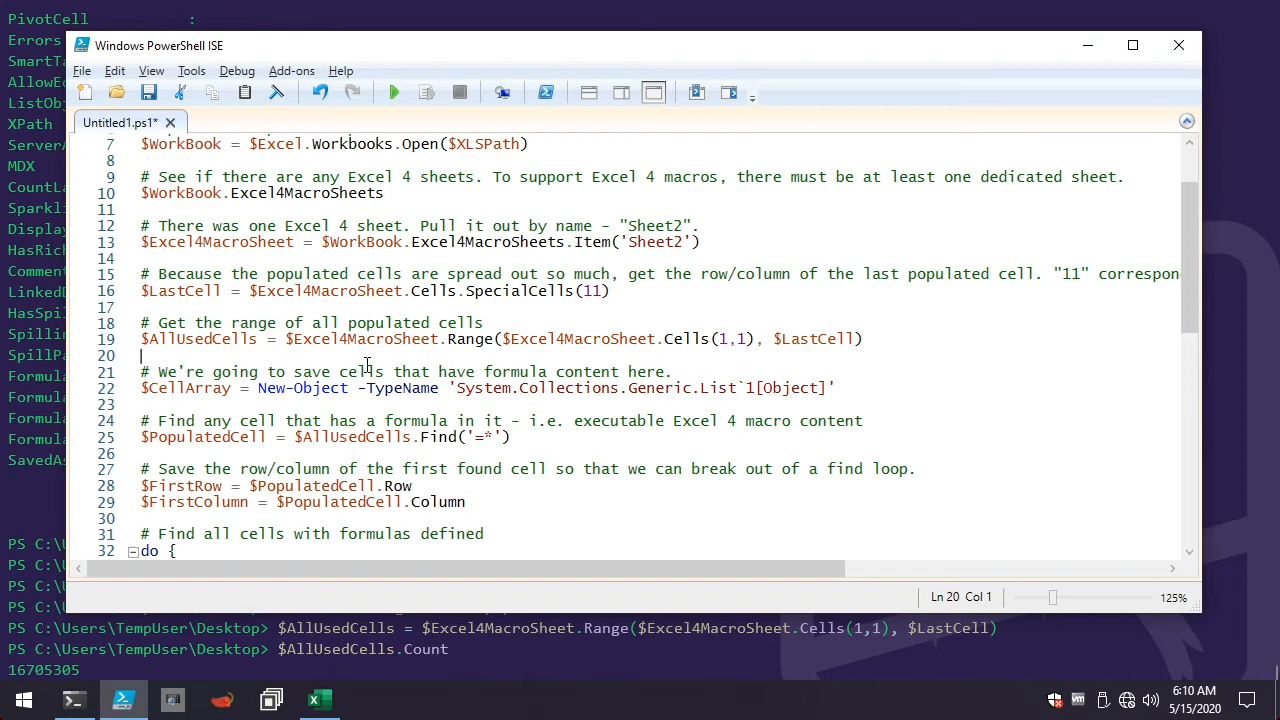 PivotCell :
Errors
SmartTa
AllowEd
ListObj
XPath
ServerA
MDX
CountLa
Sparkli
Display
HasRich
Comment
LinkedD
HasSpil
Spillin
SpillPa
Formula
Formula
Formula
SavedAs
Windows PowerShell ISE
File Edit View Tools Debug Add-ons Help
Untitled1.ps1*
7 $WorkBook = $Excel.Workbooks.Open($XLSPath)
8
9 # See if there are any Excel 4 sheets. To support Excel 4 macros, there must be at least one dedicated sheet.
10 $WorkBook.Excel4MacroSheets
11
12 # There was one Excel 4 sheet. Pull it out by name - "Sheet2".
13 $Excel4MacroSheet = $WorkBook.Excel4MacroSheets.Item('Sheet2')
14
15 # Because the populated cells are spread out so much, get the row/column of the last populated cell. "11" correspon
16 $LastCell = $Excel4MacroSheet.Cells.SpecialCells(11)
17
18 # Get the range of all populated cells
19 $AllUsedCells = $Excel4MacroSheet.Range($Excel4MacroSheet.Cells(1,1), $LastCell)
20
21 # We're going to save cells that have formula content here.
22 $CellArray = New-Object -TypeName 'System.Collections.Generic.List`1[Object]'
23
24 # Find any cell that has a formula in it - i.e. executable Excel 4 macro content
25 $PopulatedCell = $AllUsedCells.Find('=*')
26
27 # Save the row/column of the first found cell so that we can break out of a find loop.
28 $FirstRow = $PopulatedCell.Row
29 $FirstColumn = $PopulatedCell.Column
30
31 # Find all cells with formulas defined
32 do {
Ln 20 Col 1 125%
PS C:\U
PS C:\U
PS C:\U
PS C:\U
PS C:\Users\TempUser\Desktop> $AllUsedCells = $Excel4MacroSheet.Range($Excel4MacroSheet.Cells(1,1), $LastCell)
PS C:\Users\TempUser\Desktop> $AllUsedCells.Count
16705305
6:10 AM
5/15/2020